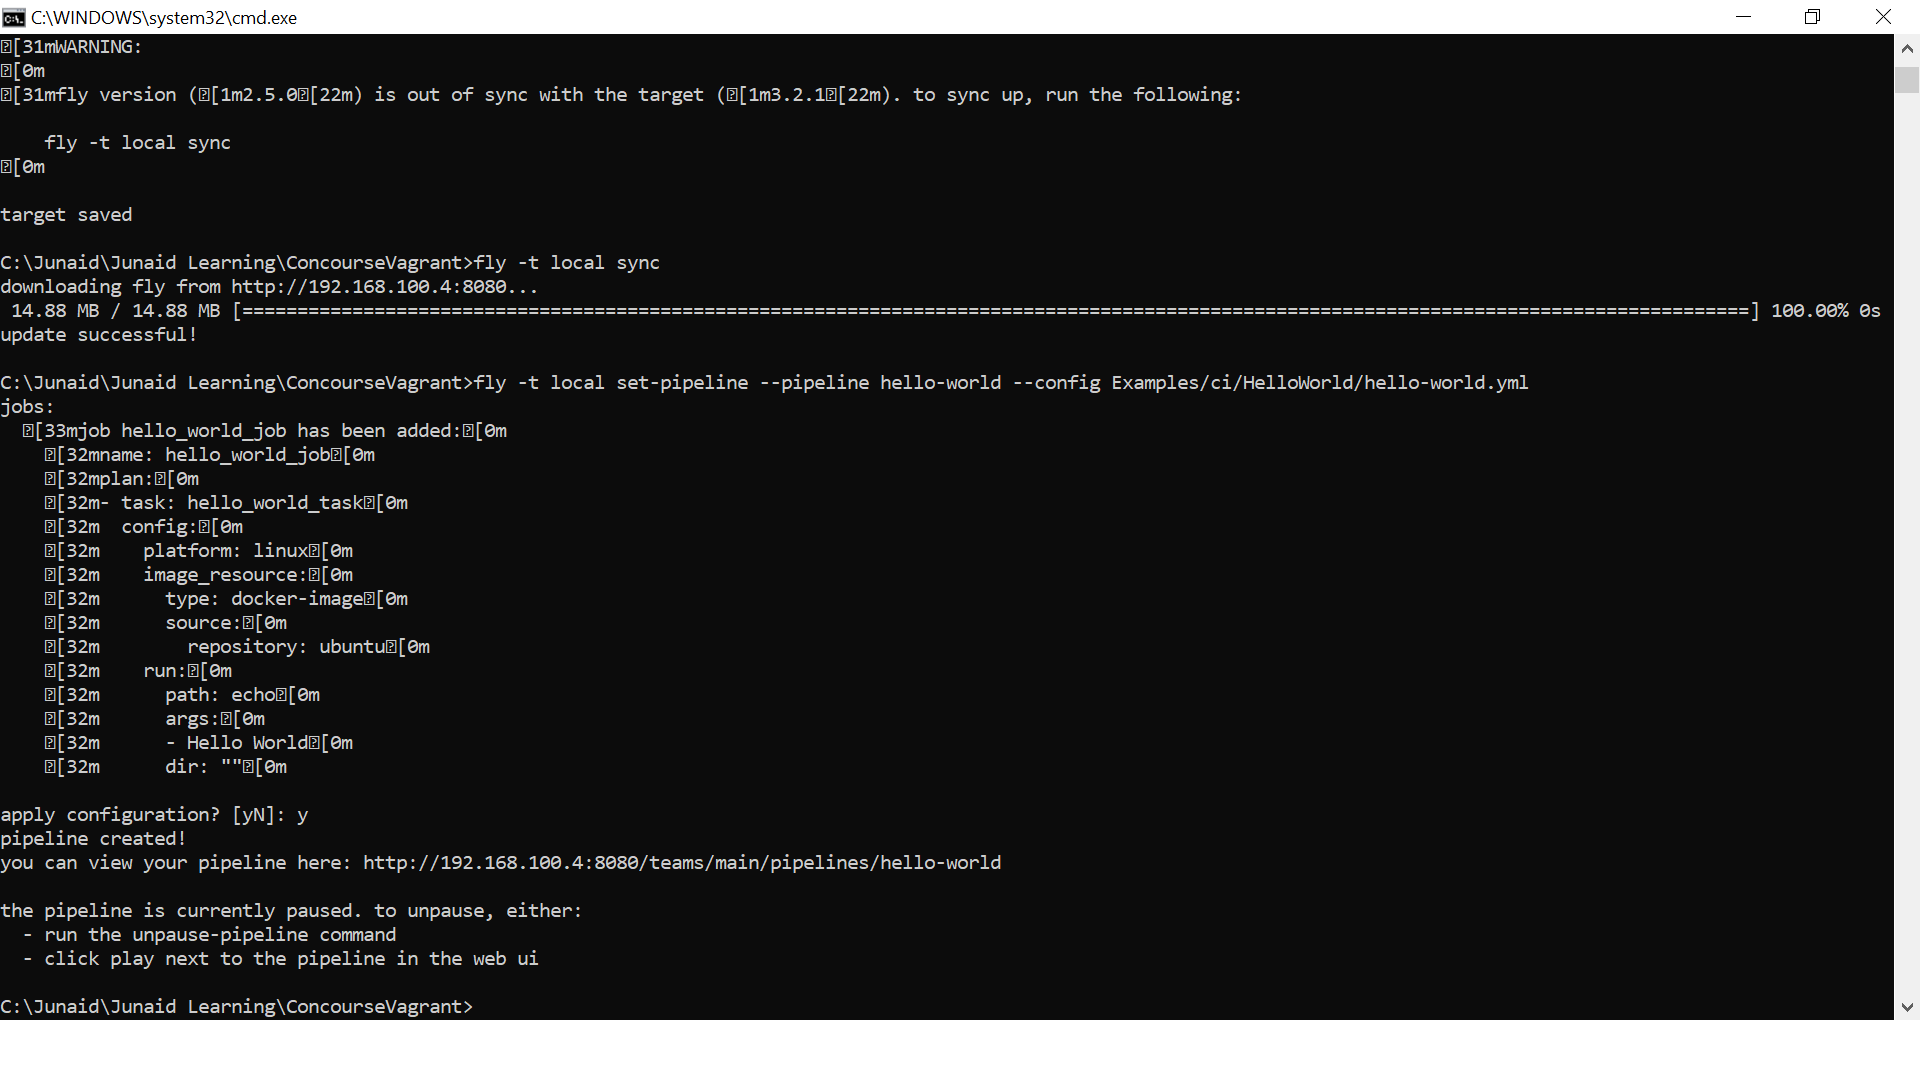 C:\WINDOWS\system32\cmd.exe
⍰[31mWARNING:
⍰[0m
⍰[31mfly version (⍰[1m2.5.0⍰[22m) is out of sync with the target (⍰[1m3.2.1⍰[22m). to sync up, run the following:
    fly -t local sync
⍰[0m
target saved
C:\Junaid\Junaid Learning\ConcourseVagrant>fly -t local sync
downloading fly from http://192.168.100.4:8080...
 14.88 MB / 14.88 MB [=========================================================================================================================================] 100.00% 0s
update successful!
C:\Junaid\Junaid Learning\ConcourseVagrant>fly -t local set-pipeline --pipeline hello-world --config Examples/ci/HelloWorld/hello-world.yml
jobs:
  ⍰[33mjob hello_world_job has been added:⍰[0m
    ⍰[32mname: hello_world_job⍰[0m
    ⍰[32mplan:⍰[0m
    ⍰[32m- task: hello_world_task⍰[0m
    ⍰[32m  config:⍰[0m
    ⍰[32m    platform: linux⍰[0m
    ⍰[32m    image_resource:⍰[0m
    ⍰[32m      type: docker-image⍰[0m
    ⍰[32m      source:⍰[0m
    ⍰[32m        repository: ubuntu⍰[0m
    ⍰[32m    run:⍰[0m
    ⍰[32m      path: echo⍰[0m
    ⍰[32m      args:⍰[0m
    ⍰[32m      - Hello World⍰[0m
    ⍰[32m      dir: ""⍰[0m
apply configuration? [yN]: y
pipeline created!
you can view your pipeline here: http://192.168.100.4:8080/teams/main/pipelines/hello-world
the pipeline is currently paused. to unpause, either:
  - run the unpause-pipeline command
  - click play next to the pipeline in the web ui
C:\Junaid\Junaid Learning\ConcourseVagrant>